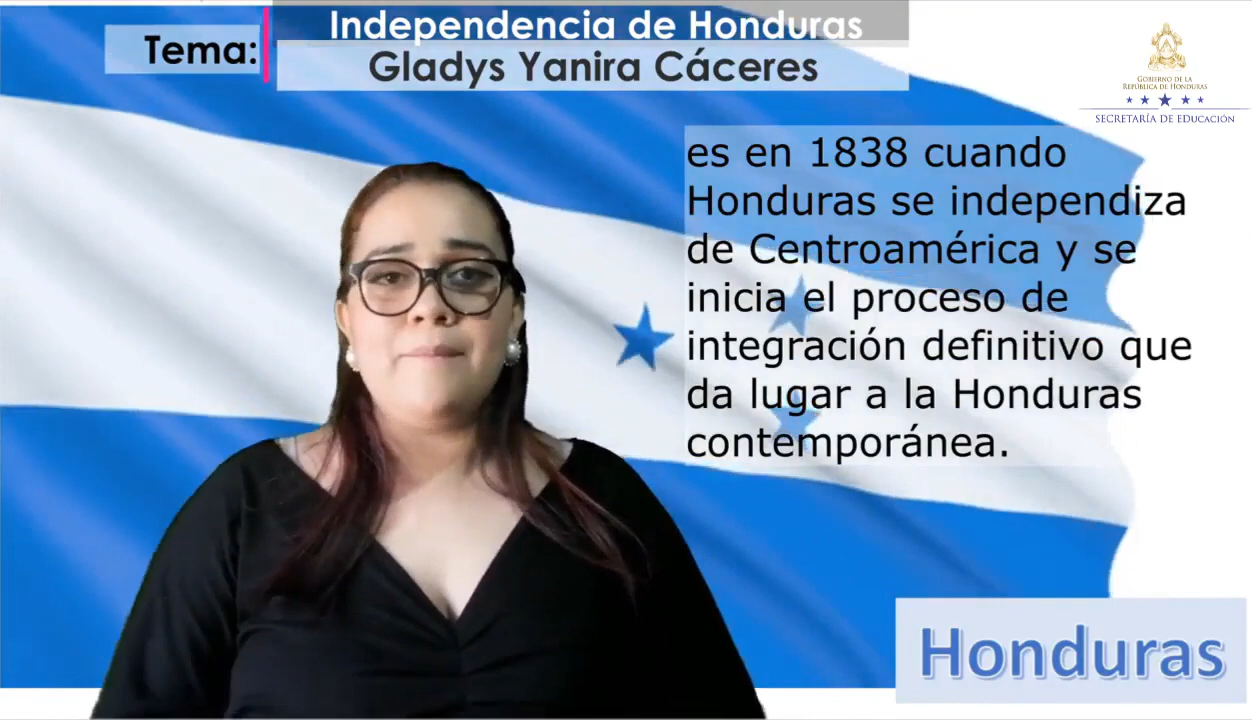 Tema:
Independencia de Honduras
Gladys Yanira Cáceres
GOBIERNO DE LA
REPÚBLICA DE HONDURAS
SECRETARÍA DE EDUCACIÓN
es en 1838 cuando
Honduras se independiza
de Centroamérica y se
inicia el proceso de
integración definitivo que
da lugar a la Honduras
contemporánea.
Honduras